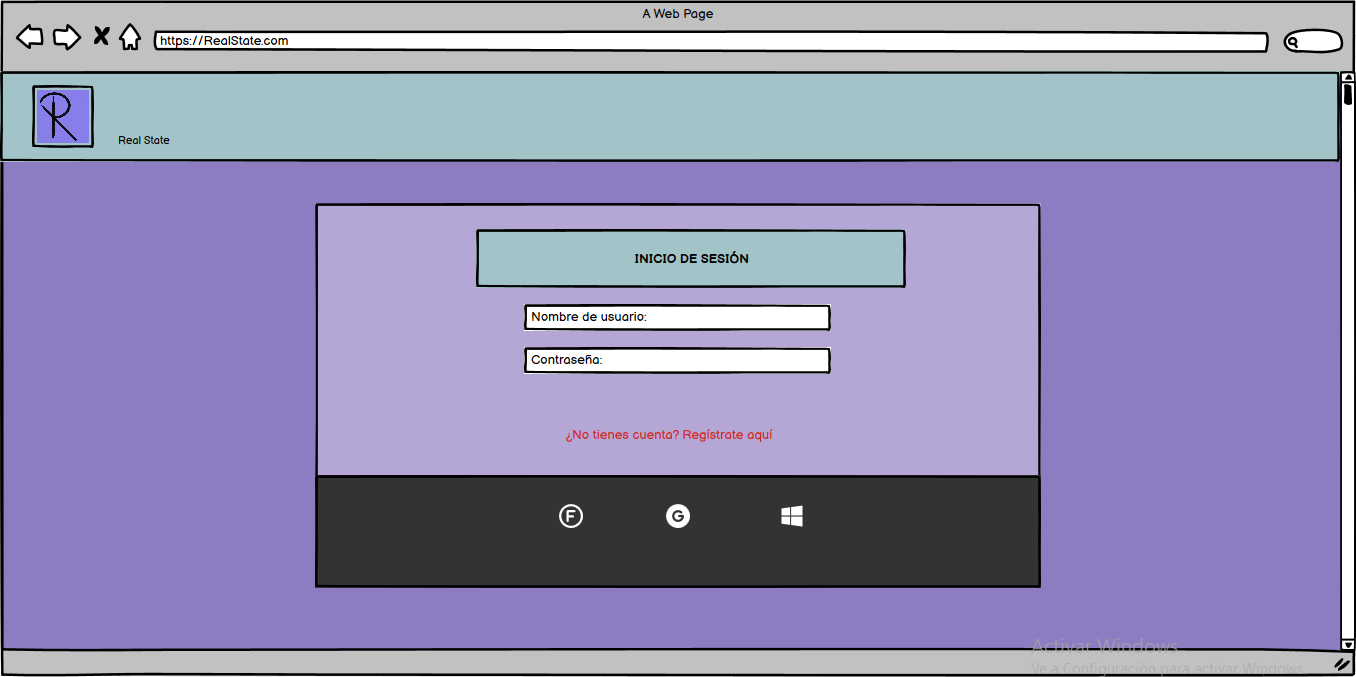 A Web Page
https://RealState.com
R
Real State
INICIO DE SESIÓN
Nombre de usuario:
Contraseña:
¿No tienes cuenta? Regístrate aquí
F
G
Activar Windows
Ve a Configuración para activar Windows.